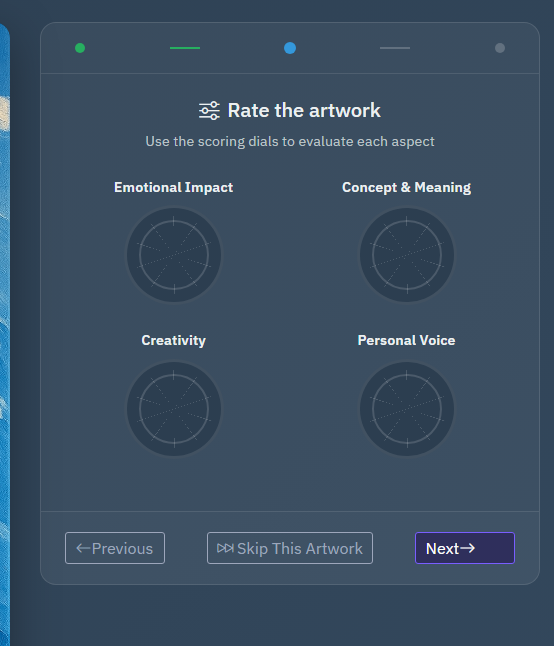 Rate the artwork
Use the scoring dials to evaluate each aspect
Emotional Impact
Concept & Meaning
Creativity
Personal Voice
←Previous
Skip This Artwork
Next→